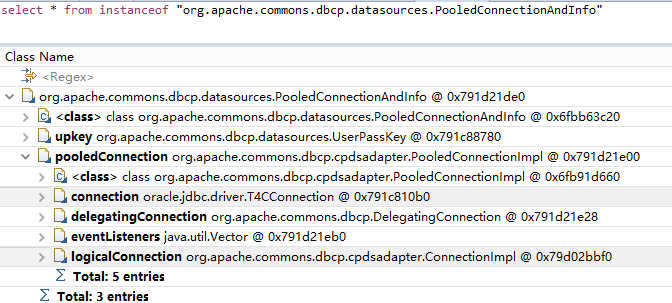 select * from instanceof "org.apache.commons.dbcp.datasources.PooledConnectionAndInfo"
Class Name
<Regex>
org.apache.commons.dbcp.datasources.PooledConnectionAndInfo @ 0x791d21de0
<class> class org.apache.commons.dbcp.datasources.PooledConnectionAndInfo @ 0x6fbb63c20
upkey org.apache.commons.dbcp.datasources.UserPassKey @ 0x791c88780
pooledConnection org.apache.commons.dbcp.cpdsadapter.PooledConnectionImpl @ 0x791d21e00
<class> class org.apache.commons.dbcp.cpdsadapter.PooledConnectionImpl @ 0x6fb91d660
connection oracle.jdbc.driver.T4CConnection @ 0x791c810b0
delegatingConnection org.apache.commons.dbcp.DelegatingConnection @ 0x791d21e28
eventListeners java.util.Vector @ 0x791d21eb0
logicalConnection org.apache.commons.dbcp.cpdsadapter.ConnectionImpl @ 0x79d02bbf0
Σ Total: 5 entries
Σ Total: 3 entries